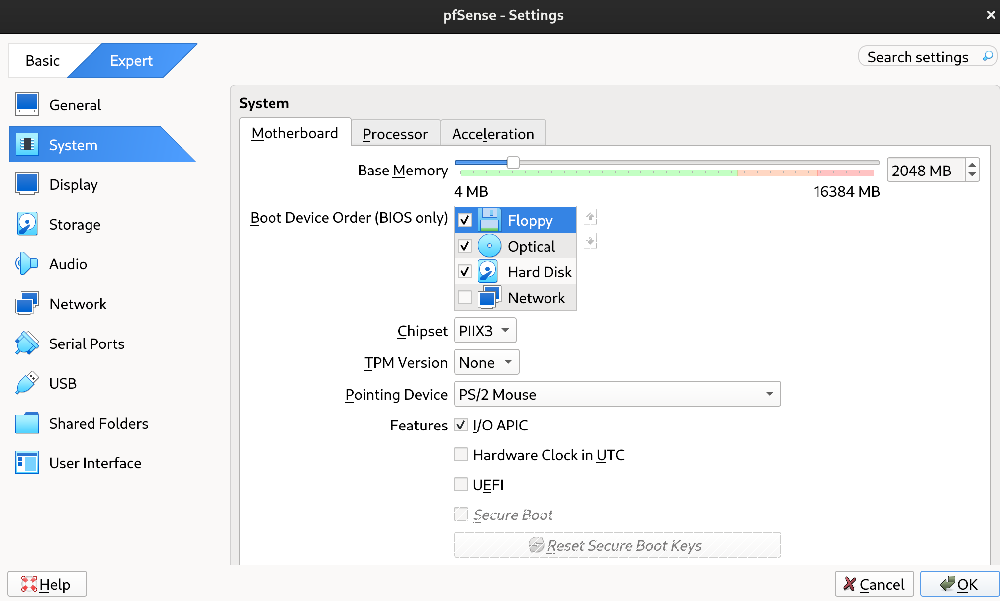 pfSense - Settings
Basic
Expert
Search settings
General
System
Display
Storage
Audio
Network
Serial Ports
USB
Shared Folders
User Interface
System
Motherboard
Processor
Acceleration
Base Memory
2048 MB
4 MB
16384 MB
Boot Device Order (BIOS only)
Floppy
Optical
Hard Disk
Network
Chipset
PIIX3
TPM Version
None
Pointing Device
PS/2 Mouse
Features
I/O APIC
Hardware Clock in UTC
UEFI
Secure Boot
Reset Secure Boot Keys
Help
Cancel
OK